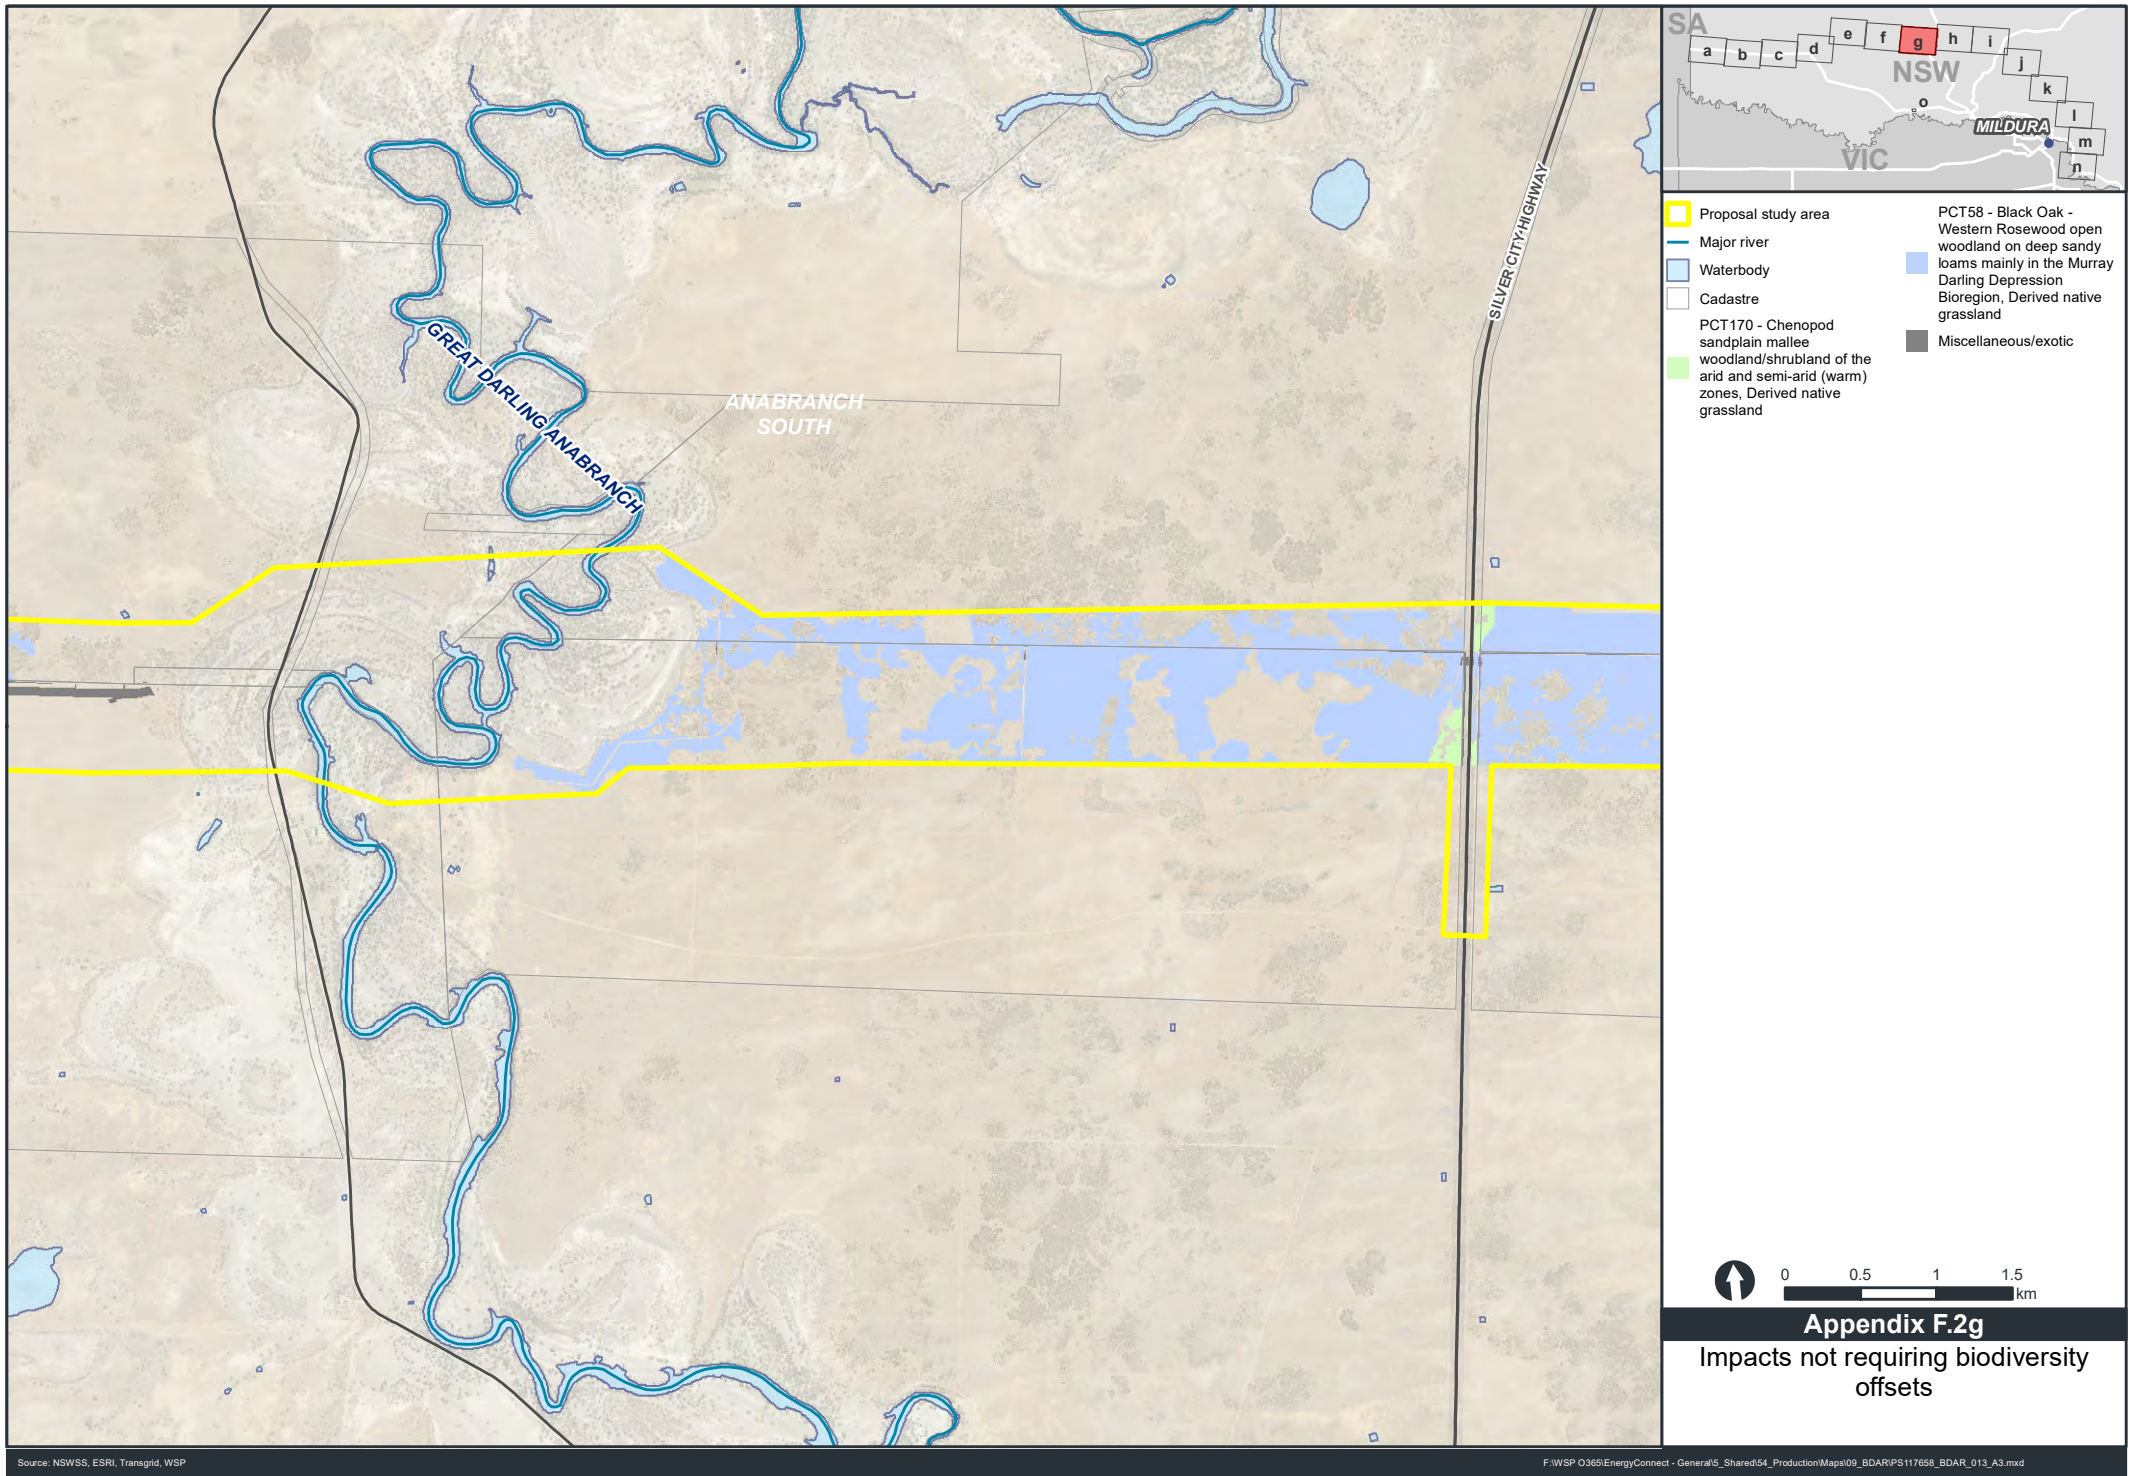 GREAT DARLING ANABRANCH
ANABRANCH
SOUTH
SILVER CITY HIGHWAY
SA
a
b
c
d
e
f
g
h
i
j
k
l
m
n
o
NSW
MILDURA
VIC
Proposal study area
Major river
Waterbody
Cadastre
PCT170 - Chenopod
sandplain mallee
woodland/shrubland of the
arid and semi-arid (warm)
zones, Derived native
grassland
PCT58 - Black Oak -
Western Rosewood open
woodland on deep sandy
loams mainly in the Murray
Darling Depression
Bioregion, Derived native
grassland
Miscellaneous/exotic
0 0.5 1 1.5
km
Appendix F.2g
Impacts not requiring biodiversity
offsets
Source: NSWSS, ESRI, Transgrid, WSP
F:\WSP O365\EnergyConnect - General\5_Shared\54_Production\Maps\09_BDAR\PS117658_BDAR_013_A3.mxd